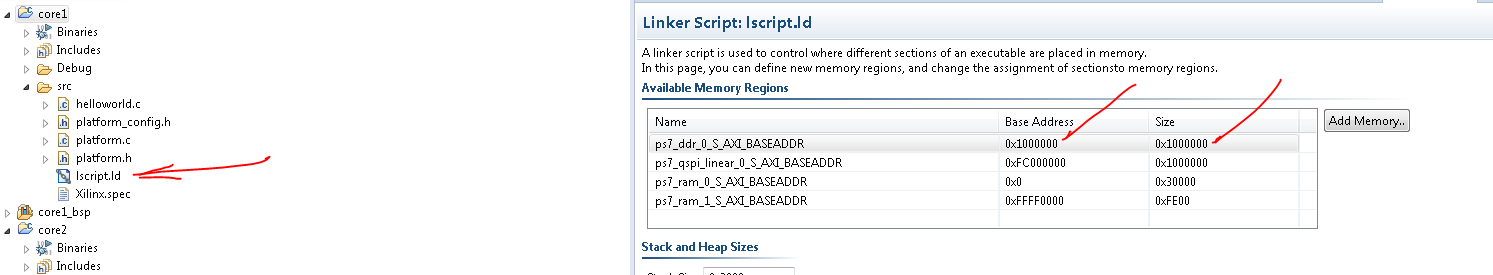 core1
Binaries
Includes
Debug
src
helloworld.c
platform_config.h
platform.c
platform.h
lscript.ld
Xilinx.spec
core1_bsp
core2
Binaries
Includes
Linker Script: lscript.ld
A linker script is used to control where different sections of an executable are placed in memory.
In this page, you can define new memory regions, and change the assignment of sectionsto memory regions.
Available Memory Regions
Name Base Address Size
ps7_ddr_0_S_AXI_BASEADDR 0x1000000 0x1000000
ps7_qspi_linear_0_S_AXI_BASEADDR 0xFC000000 0x1000000
ps7_ram_0_S_AXI_BASEADDR 0x0 0x30000
ps7_ram_1_S_AXI_BASEADDR 0xFFFF0000 0xFE00
Add Memory..
Stack and Heap Sizes